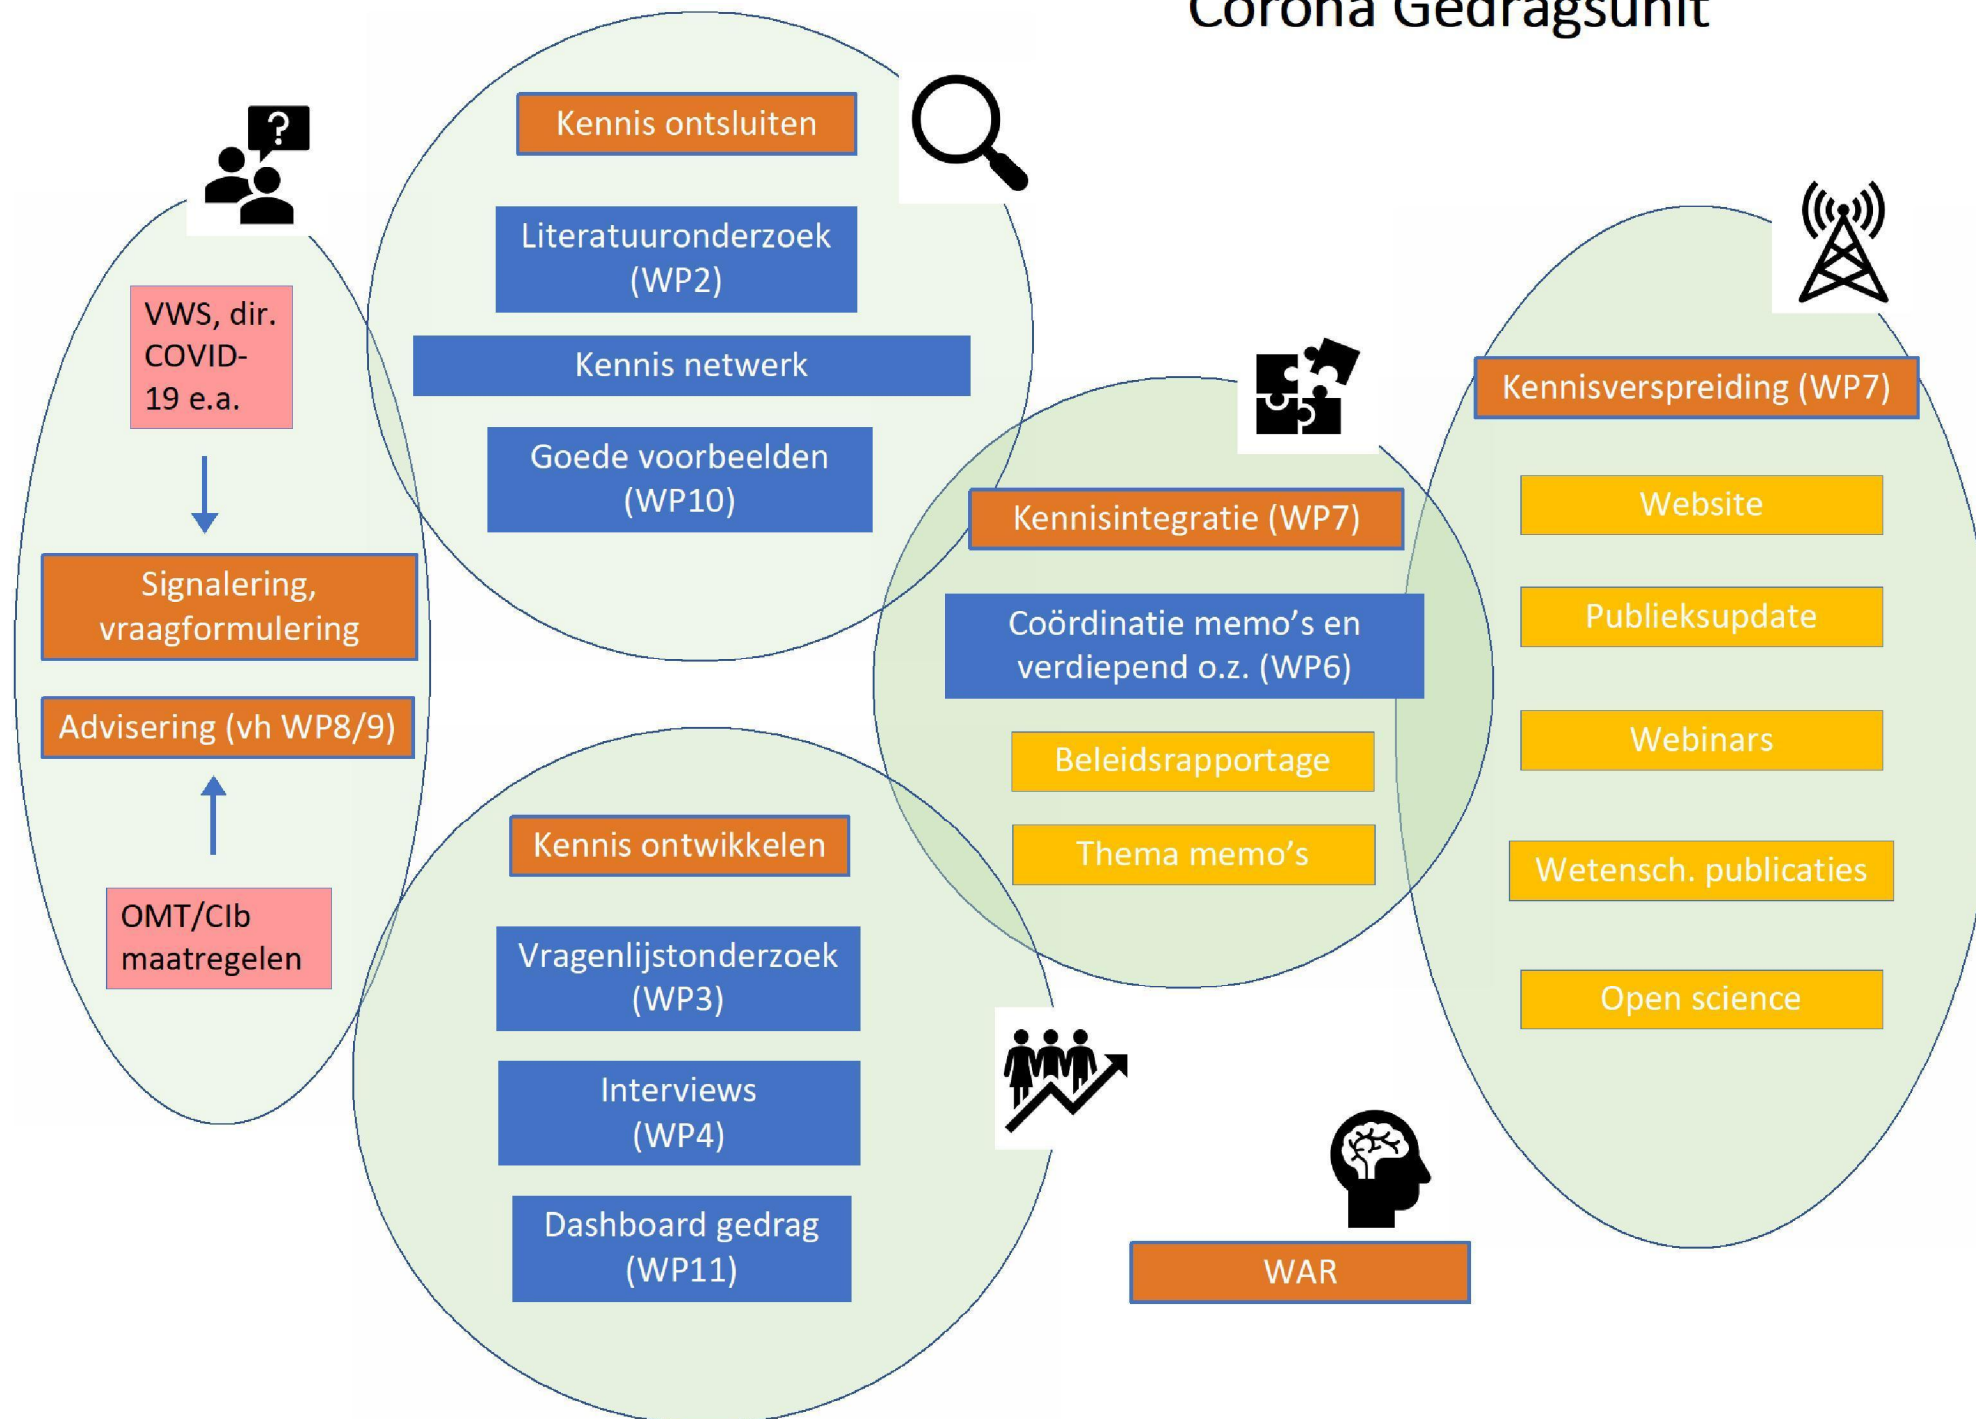 Corona Gedragsunit
?
Kennis ontsluiten
Literatuuronderzoek
(WP2)
Kennis netwerk
Goede voorbeelden
(WP10)
VWS, dir.
COVID-
19 e.a.
Signalering,
vraagformulering
Advisering (vh WP8/9)
OMT/CIb
maatregelen
Kennis ontwikkelen
Vragenlijstonderzoek
(WP3)
Interviews
(WP4)
Dashboard gedrag
(WP11)
Kennisintegratie (WP7)
Coördinatie memo’s en
verdiepend o.z. (WP6)
Beleidsrapportage
Thema memo’s
WAR
Kennisverspreiding (WP7)
Website
Publieksupdate
Webinars
Wetensch. publicaties
Open science